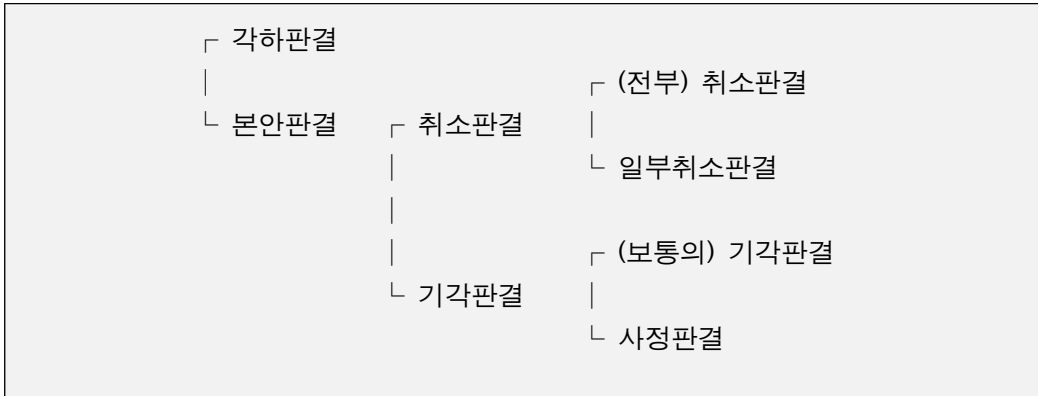 각하판결
(전부) 취소판결
본안판결 취소판결
일부취소판결
(보통의) 기각판결
기각판결
사정판결